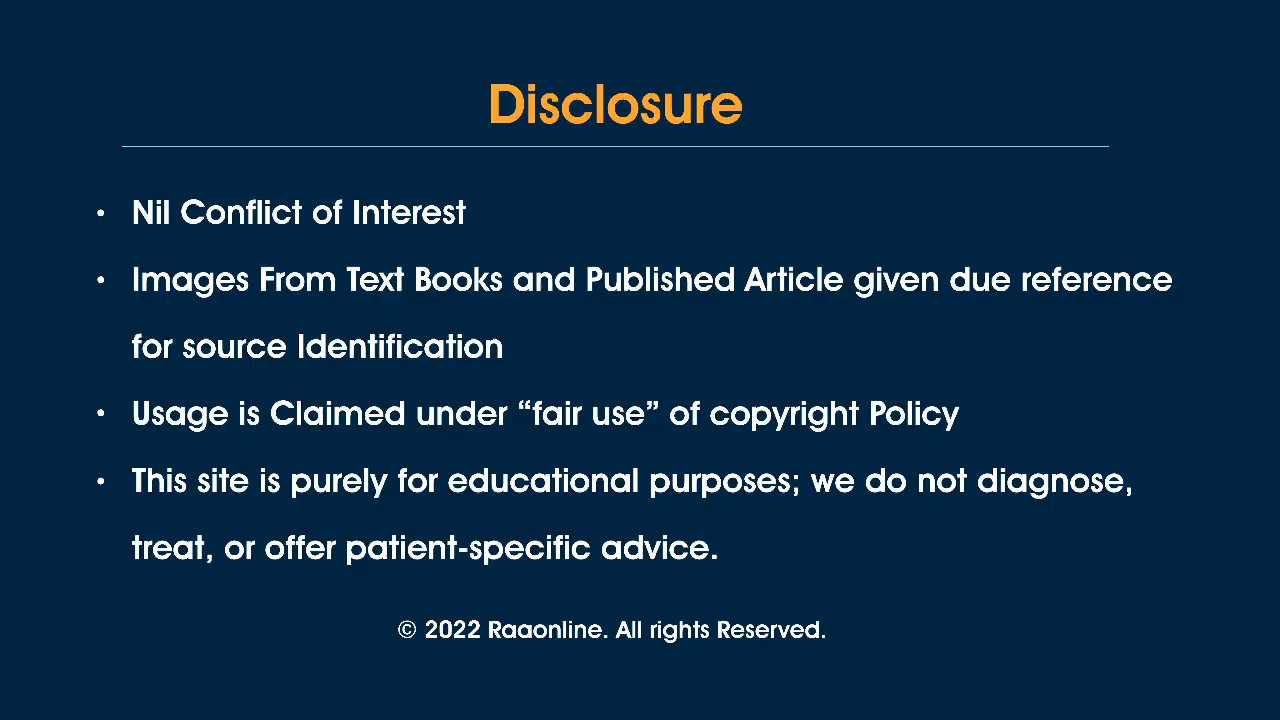 Disclosure
• Nil Conflict of Interest
• Images From Text Books and Published Article given due reference
for source Identification
• Usage is Claimed under “fair use” of copyright Policy
• This site is purely for educational purposes; we do not diagnose,
treat, or offer patient-specific advice.
© 2022 Raaonline. All rights Reserved.